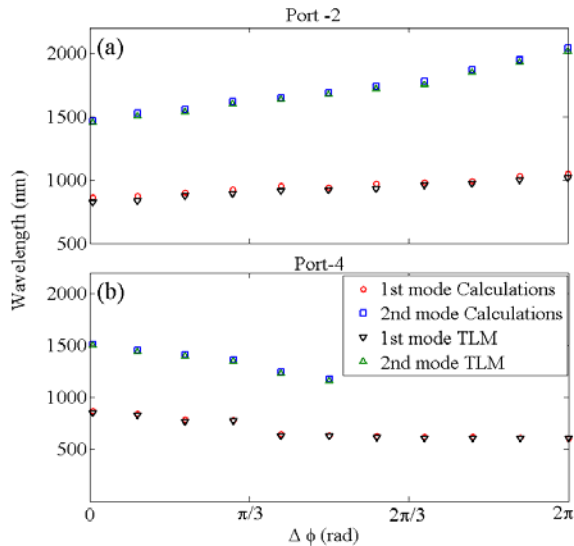 Port -2
(a)
2000
1500
1000
500
Wavelength (nm)
Port-4
(b)
2000
1500
1000
500
1st mode Calculations
2nd mode Calculations
1st mode TLM
2nd mode TLM
0
π/3
2π/3
2π
Δ ϕ (rad)